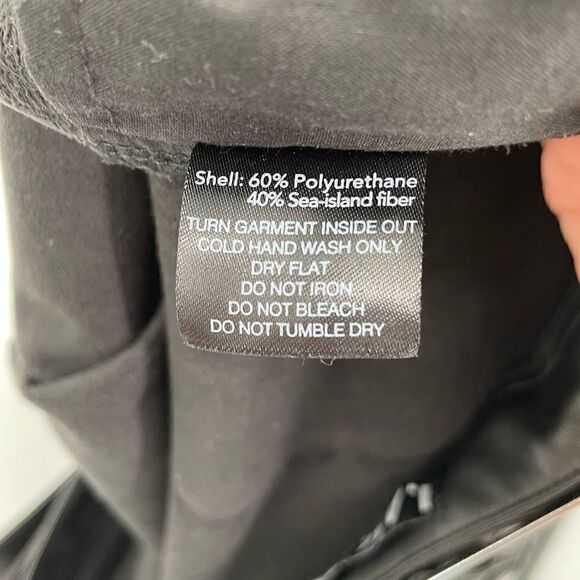 Shell: 60% Polyurethane
40% Sea-island fiber
TURN GARMENT INSIDE OUT
COLD HAND WASH ONLY
DRY FLAT
DO NOT IRON
DO NOT BLEACH
DO NOT TUMBLE DRY